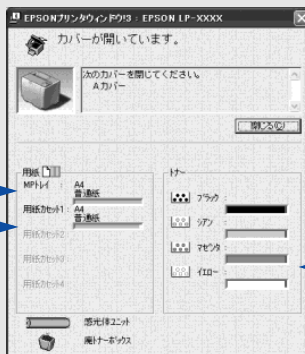 EPSONプリンタウィンドウ!3 : EPSON LP-XXXX
カバーが開いています。
次のカバーを閉じてください。
Aカバー
閉じる(C)
用紙
MPトレイ : A4
普通紙
用紙カセット1 : A4
普通紙
用紙カセット2
用紙カセット3
用紙カセット4
トナー
ブラック :
シアン :
マゼンタ :
イエロー :
感光体ユニット
廃トナーボックス